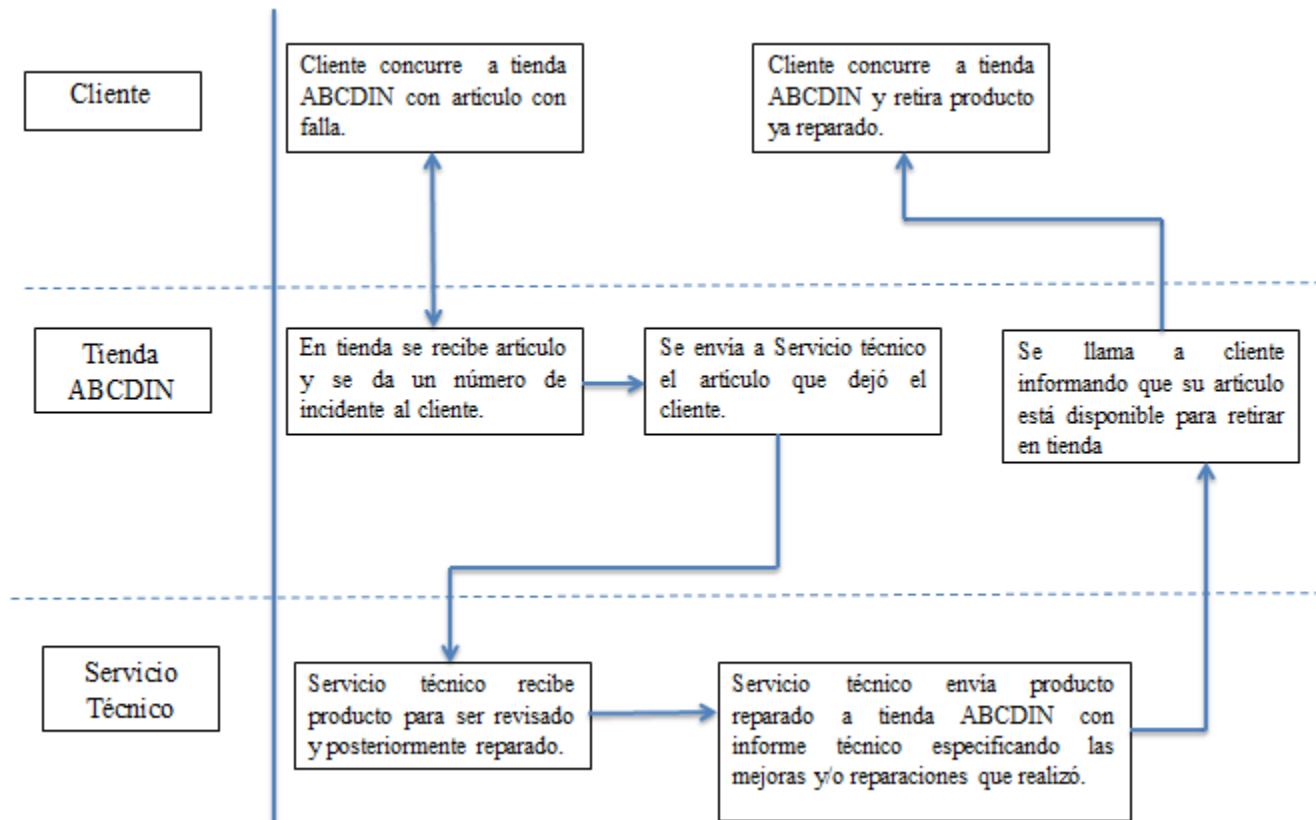 Cliente
Cliente concurre a tienda
ABCDIN con articulo con
falla.
Cliente concurre a tienda
ABCDIN y retira producto
ya reparado.
Tienda
ABCDIN
En tienda se recibe artículo
y se da un número de
incidente al cliente.
Se envía a Servicio técnico
el artículo que dejó el
cliente.
Se llama a cliente
informando que su artículo
está disponible para retirar
en tienda
Servicio
Técnico
Servicio técnico recibe
producto para ser revisado
y posteriormente reparado.
Servicio técnico envía producto
reparado a tienda ABCDIN con
informe técnico especificando las
mejoras y/o reparaciones que realizó.